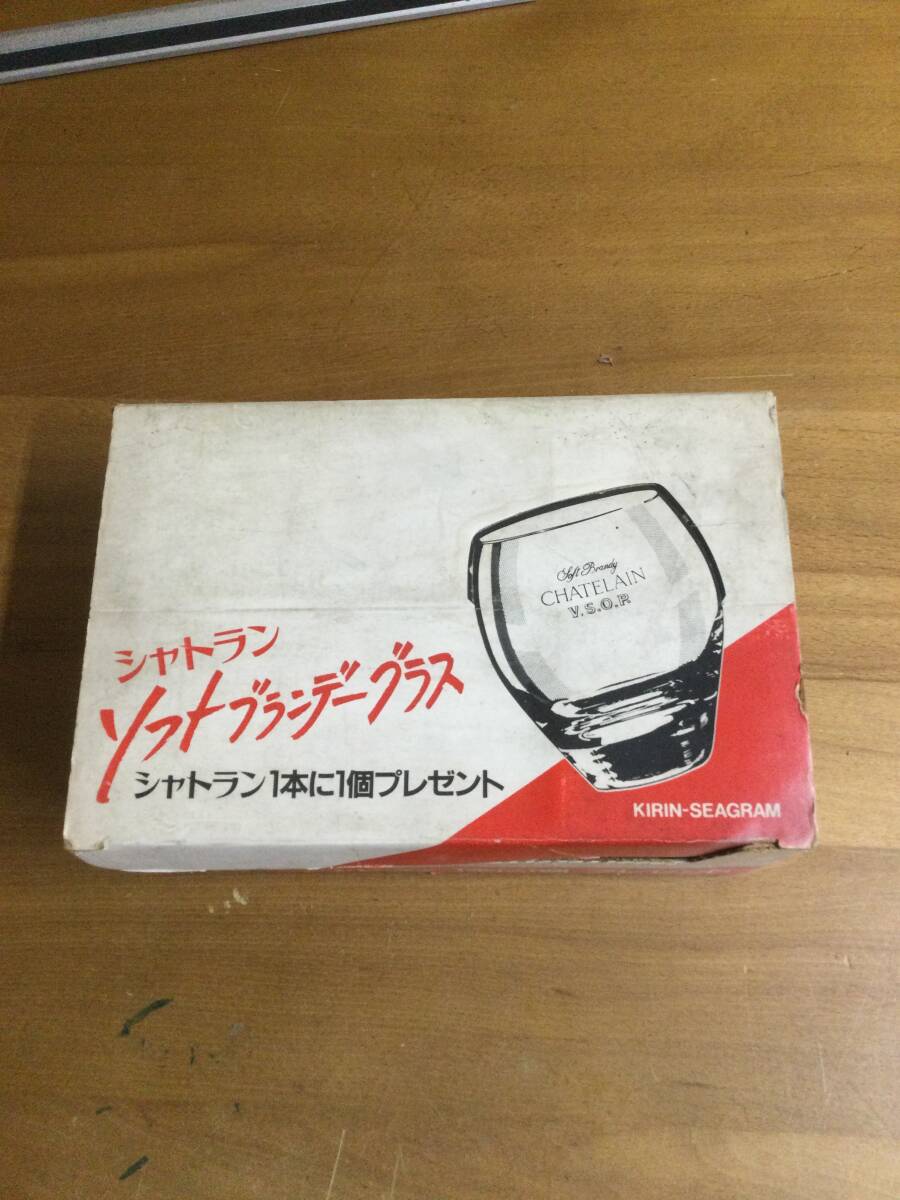 Soft Brandy
CHATELAIN
V.S.O.P.
シャトラン
ソフトブランデーグラス
シャトラン1本に1個プレゼント
KIRIN-SEAGRAM